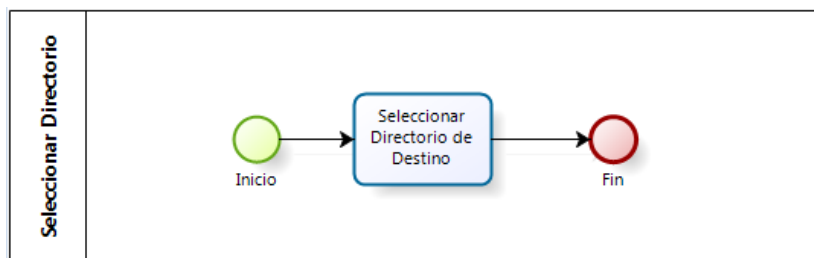 Seleccionar Directorio
Seleccionar
Directorio de
Destino
Inicio
Fin